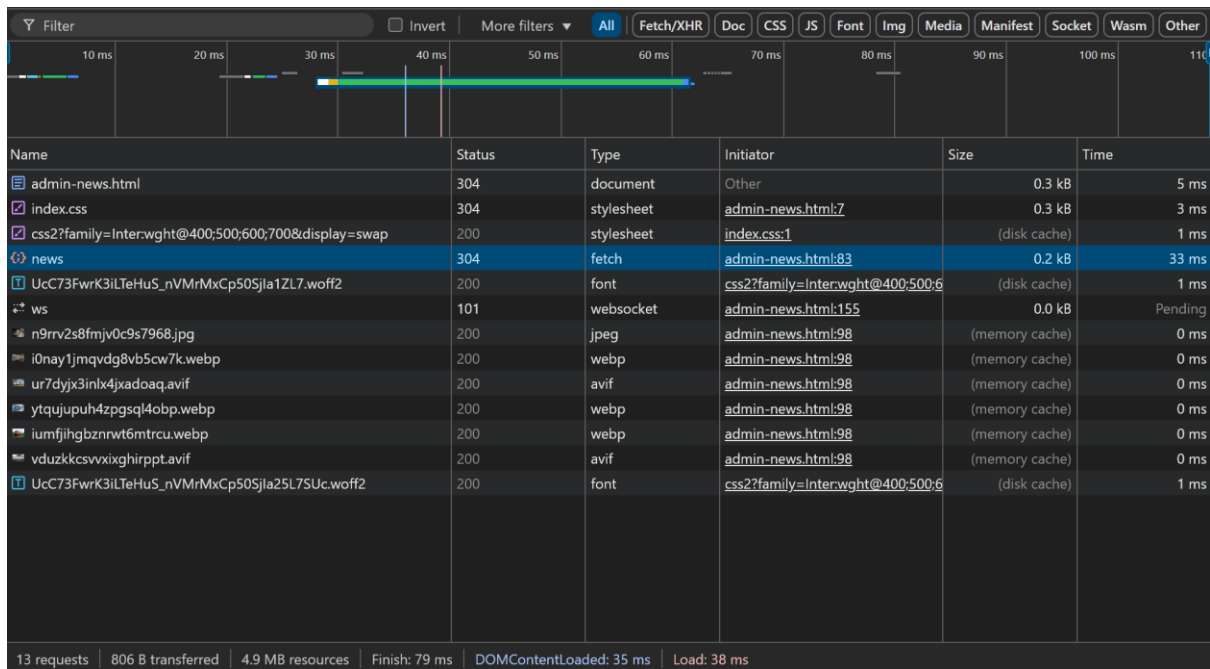 Filter Invert More filters ▼ All Fetch/XHR Doc CSS JS Font Img Media Manifest Socket Wasm Other
10 ms 20 ms 30 ms 40 ms 50 ms 60 ms 70 ms 80 ms 90 ms 100 ms 110
Name Status Type Initiator Size Time
admin-news.html 304 document Other 0.3 kB 5 ms
index.css 304 stylesheet admin-news.html:7 0.3 kB 3 ms
css2?family=Inter:wght@400;500;600;700&display=swap 200 stylesheet index.css:1 (disk cache) 1 ms
news 304 fetch admin-news.html:83 0.2 kB 33 ms
UcC73FwrK3iLTeHuS_nVMrMxCp50SjIa1ZL7.woff2 200 font css2?family=Inter:wght@400;500;6 (disk cache) 1 ms
ws 101 websocket admin-news.html:155 0.0 kB Pending
n9rrv2s8fmjv0c9s7968.jpg 200 jpeg admin-news.html:98 (memory cache) 0 ms
i0nay1jmqvdg8vb5cw7k.webp 200 webp admin-news.html:98 (memory cache) 0 ms
ur7dyjx3inlx4jxadoaq.avif 200 avif admin-news.html:98 (memory cache) 0 ms
ytqujupuh4zpgsql4obp.webp 200 webp admin-news.html:98 (memory cache) 0 ms
iumfjihgbznrwt6mtrcu.webp 200 webp admin-news.html:98 (memory cache) 0 ms
vduzkkcsvvxixghirppt.avif 200 avif admin-news.html:98 (memory cache) 0 ms
UcC73FwrK3iLTeHuS_nVMrMxCp50SjIa25L7SUc.woff2 200 font css2?family=Inter:wght@400;500;6 (disk cache) 1 ms
13 requests 806 B transferred 4.9 MB resources Finish: 79 ms DOMContentLoaded: 35 ms Load: 38 ms